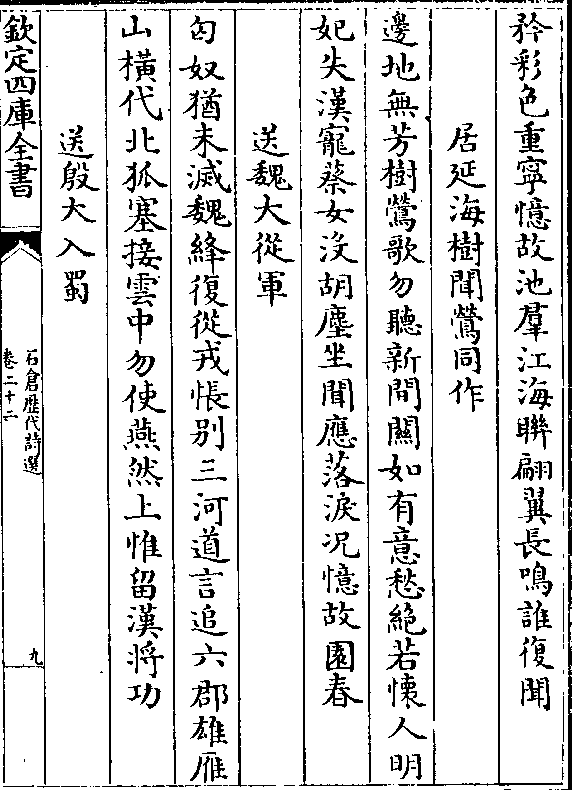 矜彩色重寧憶故池羣江海聯翩翼長鳴誰復聞
居延海樹聞鶯同作
邊地無芳樹鶯歌勿聽新閒關如有意愁絶若懐人明
妃失漢寵蔡女沒胡塵坐聞應落淚况憶故園春
送魏大從軍
匈奴猶未滅魏絳復從戎悵别三河道言追六郡雄雁
山横代北狐塞接雲中勿使燕然上惟留漢將功
送殷大入蜀
欽定四庫全書
石倉歴代詩選
卷二十二
九